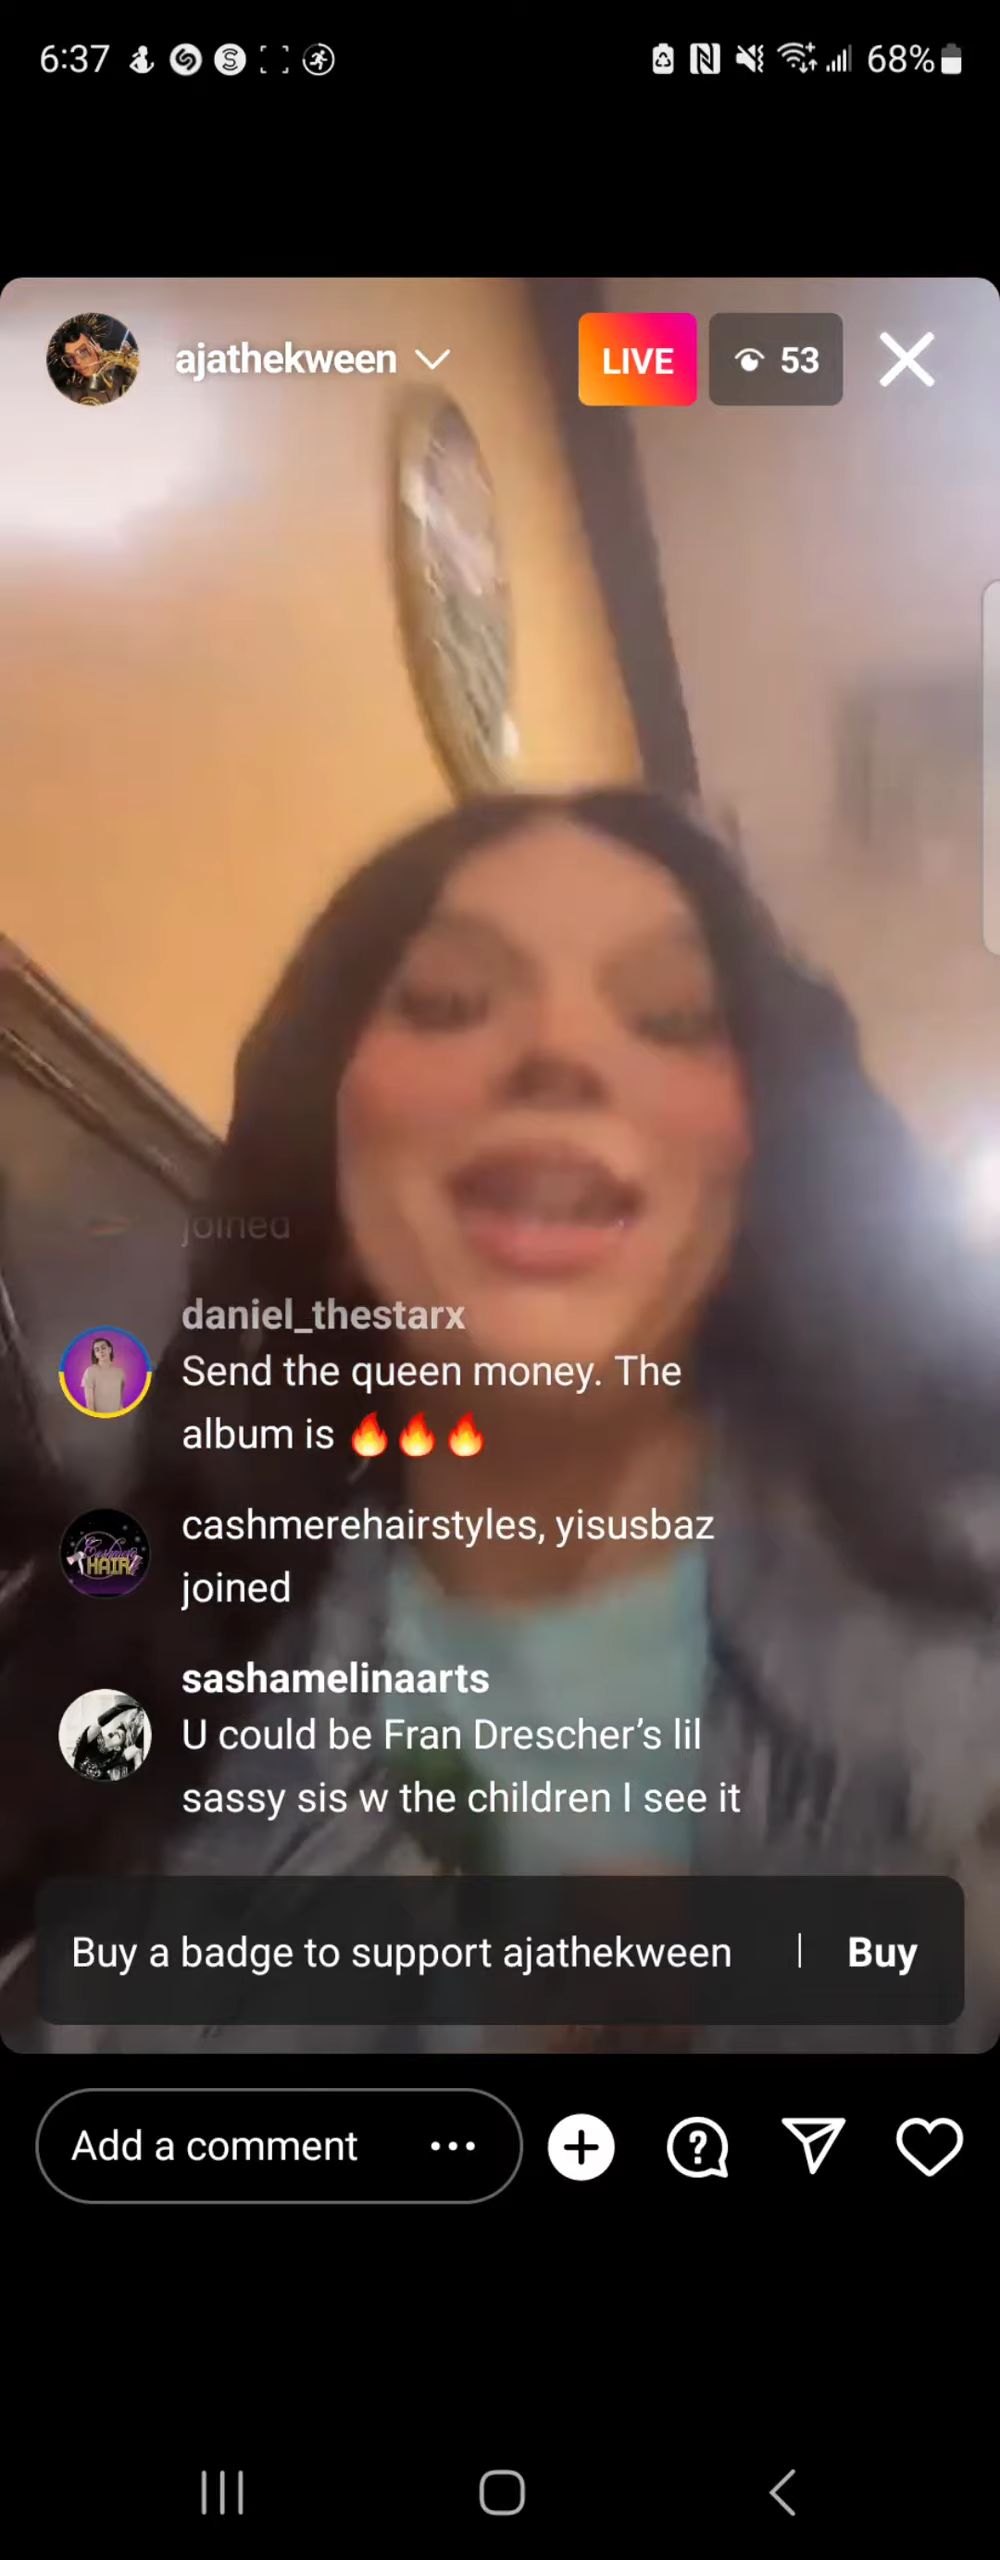 6:37
68%
ajathekween
LIVE
53
joined
daniel_thestarx
Send the queen money. The
album is 🔥🔥🔥
cashmerehairstyles, yisusbaz
joined
HAIR
sashamelinaarts
U could be Fran Drescher’s lil
sassy sis w the children I see it
Buy a badge to support ajathekween | Buy
Add a comment